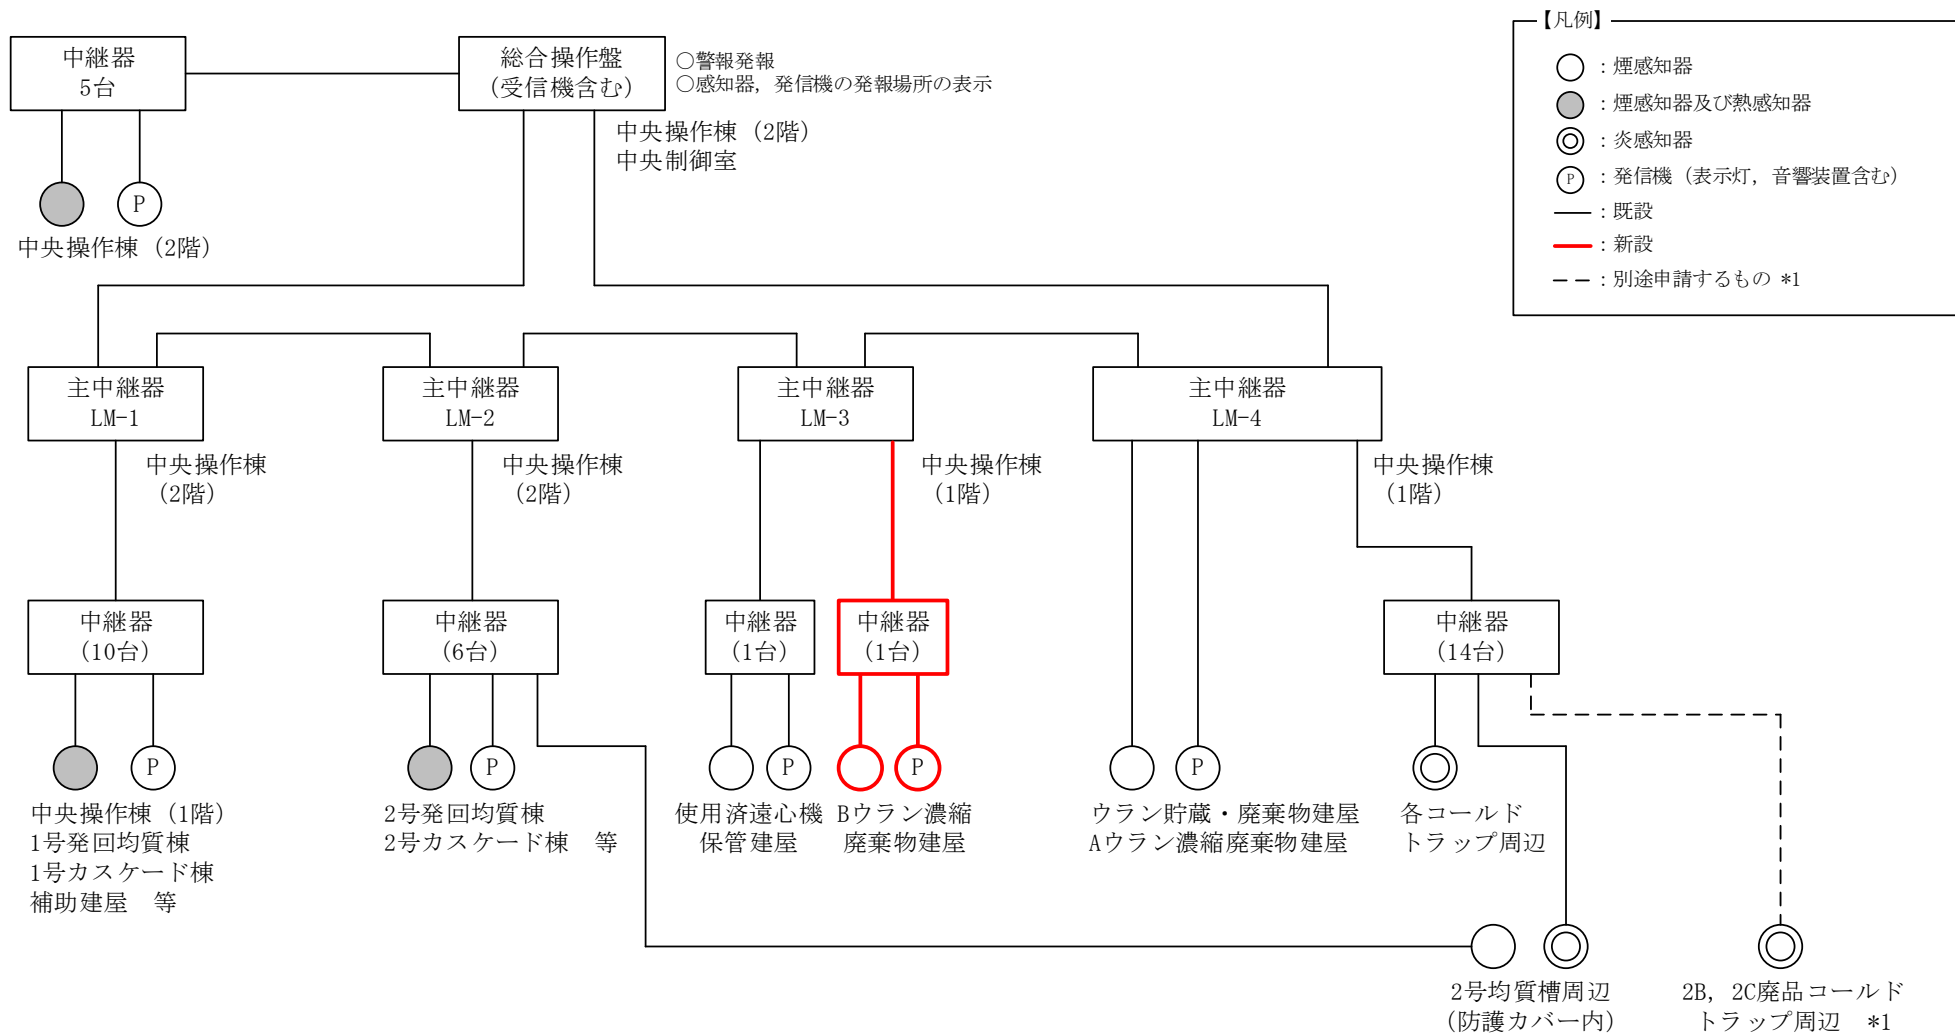 【凡例】
：煙感知器
：煙感知器及び熱感知器
：炎感知器
P
：発信機（表示灯，音響装置含む）
：既設
：新設
：別途申請するもの *1
中継器
5台
総合操作盤
(受信機含む)
○警報発報
○感知器，発信機の発報場所の表示
中央操作棟（2階）
中央制御室
P
中央操作棟（2階）
主中継器
LM-1
中央操作棟
（2階）
主中継器
LM-2
中央操作棟
（2階）
主中継器
LM-3
中央操作棟
（1階）
主中継器
LM-4
中央操作棟
（1階）
中継器
(10台)
中継器
(6台)
中継器
(1台)
中継器
(1台)
中継器
(14台)
P
P
P
P
P
中央操作棟（1階）
1号発回均質棟
1号カスケード棟
補助建屋　等
2号発回均質棟
2号カスケード棟　等
使用済遠心機
保管建屋
Bウラン濃縮
廃棄物建屋
ウラン貯蔵・廃棄物建屋
Aウラン濃縮廃棄物建屋
各コールド
トラップ周辺
2号均質槽周辺
(防護カバー内)
2B，2C廃品コールド
トラップ周辺　*1